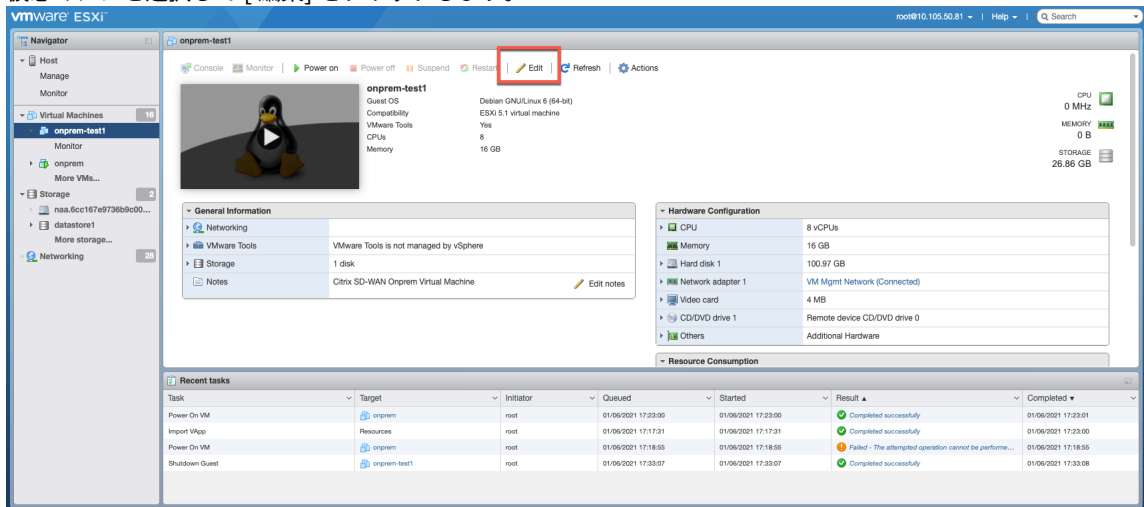 vmware ESXi
root@10.105.50.81 | Help | Search
Navigator
Host
Manage
Monitor
Virtual Machines 16
onprem-test1
Monitor
onprem
More VMs...
Storage 2
naa.6cc167e9736b9c00...
datastore1
More storage...
Networking 28
onprem-test1
Console Monitor | Power on Power off Suspend Restart | Edit | Refresh | Actions
onprem-test1
Guest OS Debian GNU/Linux 6 (64-bit)
Compatibility ESXi 5.1 virtual machine
VMware Tools Yes
CPUs 8
Memory 16 GB
CPU
0 MHz
MEMORY
0 B
STORAGE
26.86 GB
General Information
Networking
VMware Tools VMware Tools is not managed by vSphere
Storage 1 disk
Notes Citrix SD-WAN Onprem Virtual Machine Edit notes
Hardware Configuration
CPU 8 vCPUs
Memory 16 GB
Hard disk 1 100.97 GB
Network adapter 1 VM Mgmt Network (Connected)
Video card 4 MB
CD/DVD drive 1 Remote device CD/DVD drive 0
Others Additional Hardware
Resource Consumption
Recent tasks
Task Target Initiator Queued Started Result Completed
Power On VM onprem root 01/06/2021 17:23:00 01/06/2021 17:23:00 Completed successfully 01/06/2021 17:23:01
Import VApp Resources root 01/06/2021 17:17:31 01/06/2021 17:17:31 Completed successfully 01/06/2021 17:23:00
Power On VM onprem root 01/06/2021 17:18:55 01/06/2021 17:18:55 Failed - The attempted operation cannot be performe... 01/06/2021 17:18:55
Shutdown Guest onprem-test1 root 01/06/2021 17:33:07 01/06/2021 17:33:07 Completed successfully 01/06/2021 17:33:08